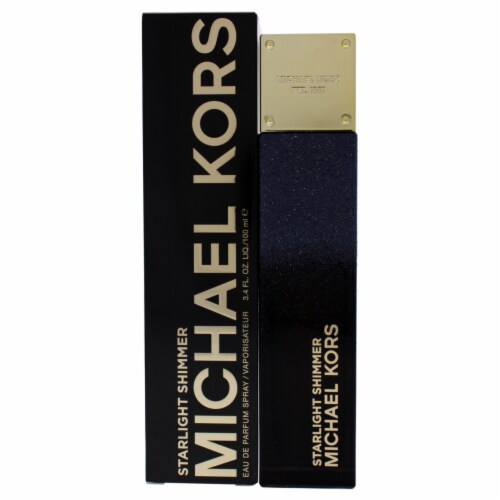 STARLIGHT SHIMMER
MICHAEL KORS
EAU DE PARFUM SPRAY / VAPORISATEUR 3.4 FL. OZ. LIQ./100 ml e
STARLIGHT SHIMMER
MICHAEL KORS